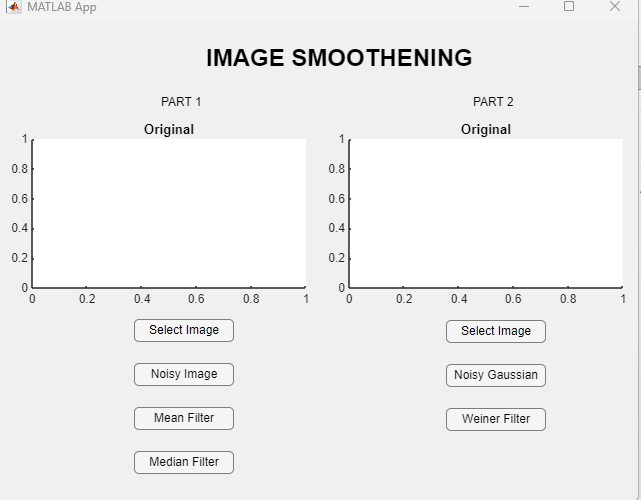 MATLAB App
IMAGE SMOOTHENING
PART 1
Original
1
0.8
0.6
0.4
0.2
0
0 0.2 0.4 0.6 0.8 1
Select Image
Noisy Image
Mean Filter
Median Filter
PART 2
Original
1
0.8
0.6
0.4
0.2
0
0 0.2 0.4 0.6 0.8 1
Select Image
Noisy Gaussian
Weiner Filter